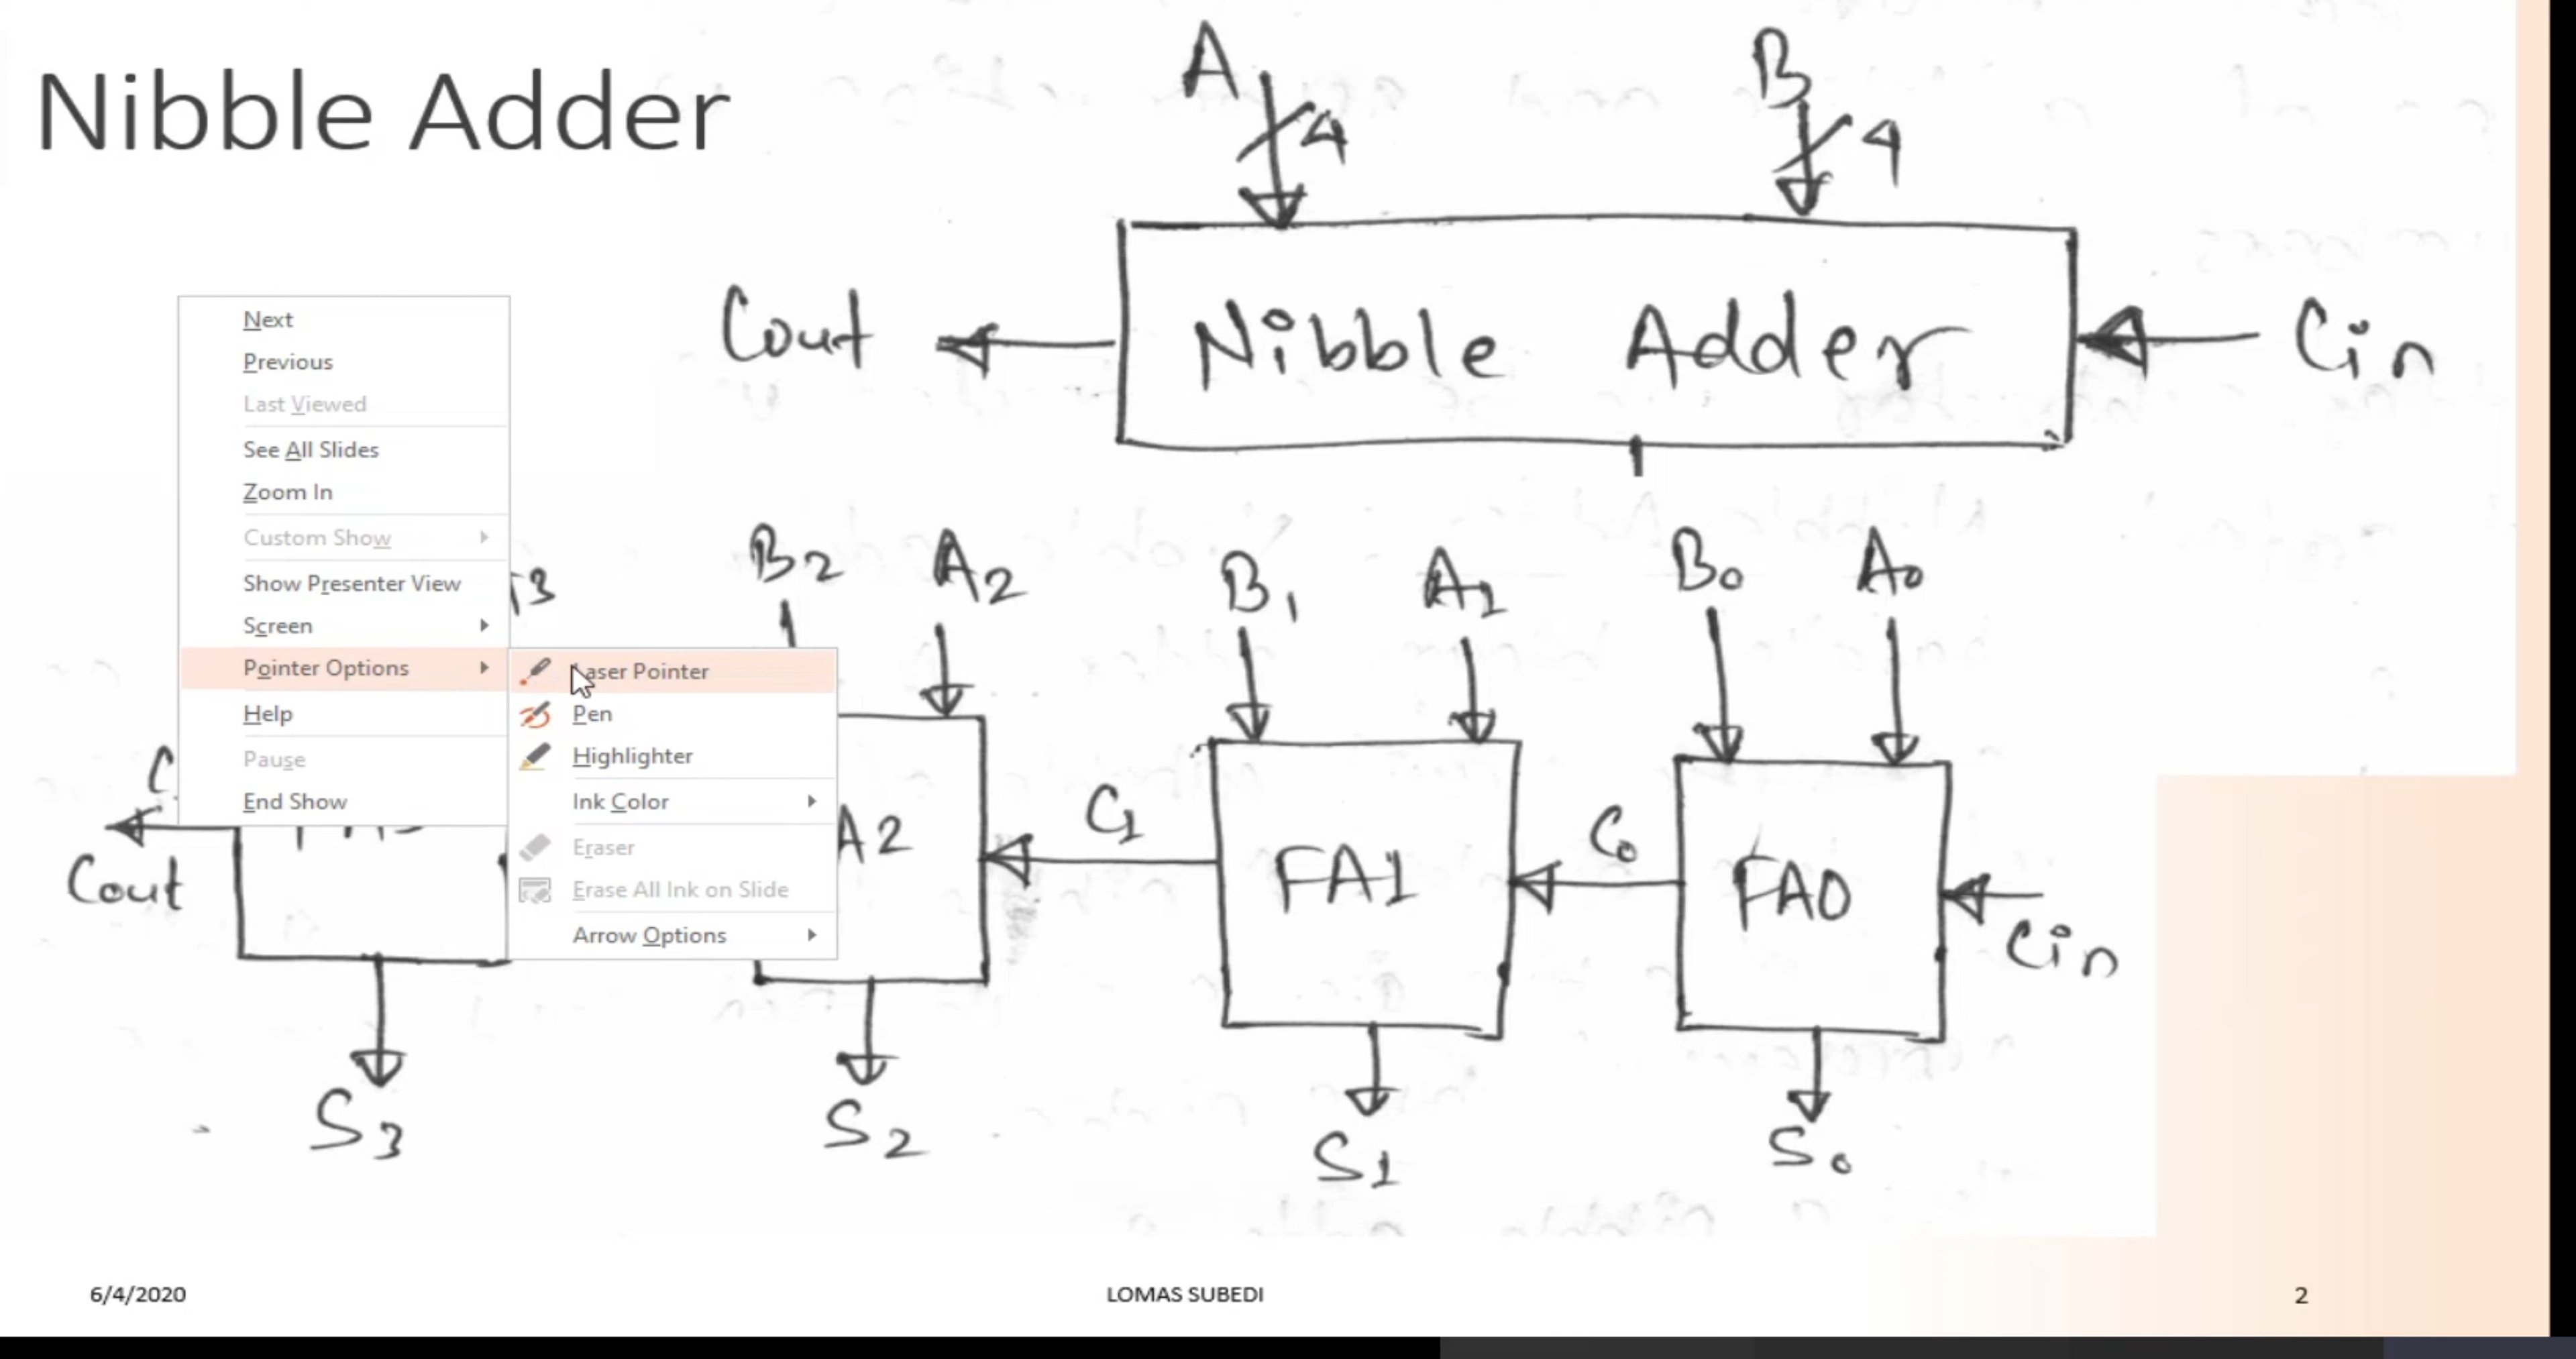 Nibble Adder
A
B
4
4
Cout
Nibble Adder
Cin
Next
Previous
Last Viewed
See All Slides
Zoom In
Custom Show
Show Presenter View
Screen
Pointer Options
Help
Pause
End Show
Laser Pointer
Pen
Highlighter
Ink Color
Eraser
Erase All Ink on Slide
Arrow Options
B2 A2 B1 A1 B0 A0
Cout
A2
C1
FA1
C0
FA0
Cin
S3 S2 S1 S0
6/4/2020
LOMAS SUBEDI
2